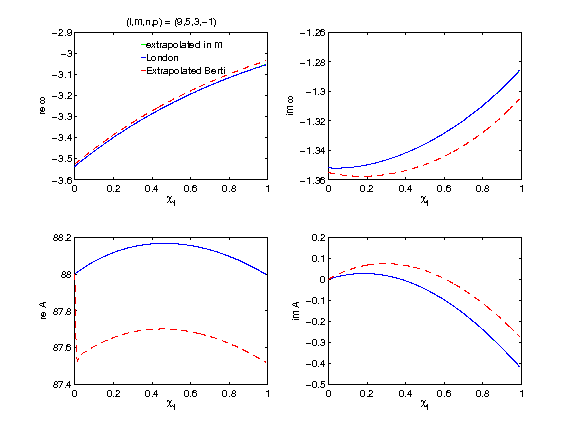 (l,m,n,p) = (9,5,3,−1)
−2.9
−3
−3.1
−3.2
−3.3
−3.4
−3.5
−3.6
re ω
extrapolated in m
London
Extrapolated Berti
0 0.2 0.4 0.6 0.8 1
χf
−1.26
−1.28
−1.3
−1.32
−1.34
−1.36
im ω
0 0.2 0.4 0.6 0.8 1
χf
88.2
88
87.8
87.6
87.4
re A
0 0.2 0.4 0.6 0.8 1
χf
0.2
0.1
0
−0.1
−0.2
−0.3
−0.4
−0.5
im A
0 0.2 0.4 0.6 0.8 1
χf